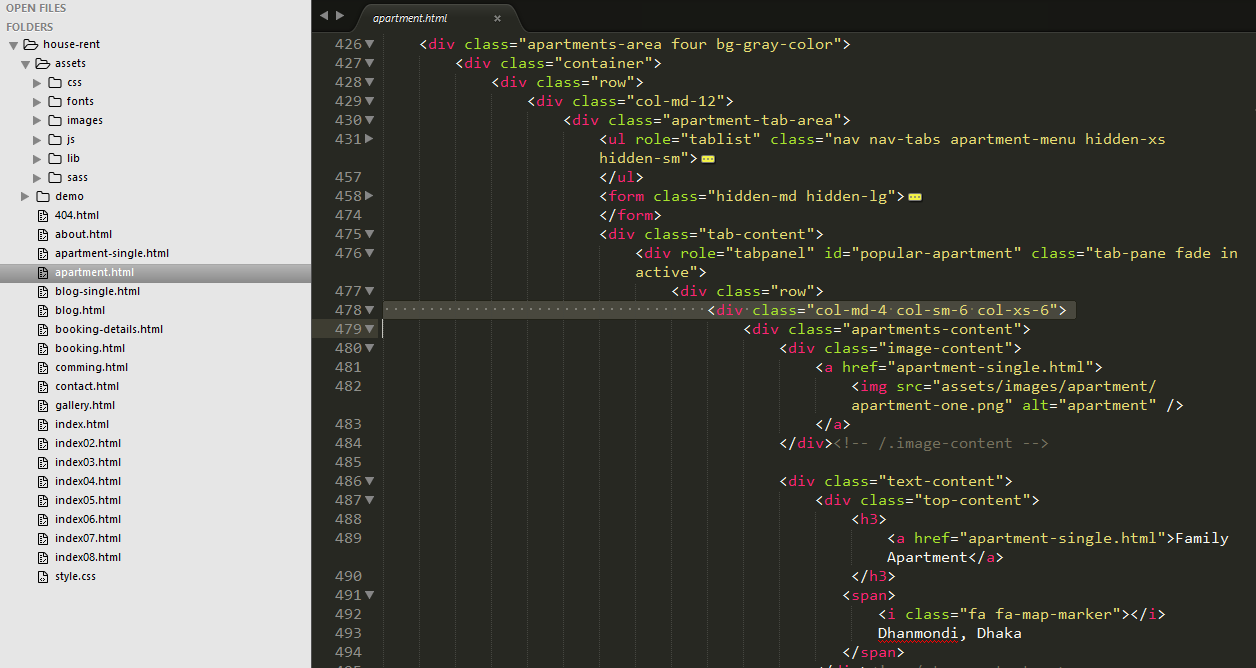 OPEN FILES
FOLDERS
house-rent
assets
css
fonts
images
js
lib
sass
demo
404.html
about.html
apartment-single.html
apartment.html
blog-single.html
blog.html
booking-details.html
booking.html
comming.html
contact.html
gallery.html
index.html
index02.html
index03.html
index04.html
index05.html
index06.html
index07.html
index08.html
style.css
apartment.html ×
426 <div class="apartments-area four bg-gray-color">
427 <div class="container">
428 <div class="row">
429 <div class="col-md-12">
430 <div class="apartment-tab-area">
431 <ul role="tablist" class="nav nav-tabs apartment-menu hidden-xs
hidden-sm">
457 </ul>
458 <form class="hidden-md hidden-lg">
474 </form>
475 <div class="tab-content">
476 <div role="tabpanel" id="popular-apartment" class="tab-pane fade in
active">
477 <div class="row">
478 <div class="col-md-4 col-sm-6 col-xs-6">
479 <div class="apartments-content">
480 <div class="image-content">
481 <a href="apartment-single.html">
482 <img src="assets/images/apartment/
apartment-one.png" alt="apartment" />
483 </a>
484 </div><!-- /.image-content -->
485
486 <div class="text-content">
487 <div class="top-content">
488 <h3>
489 <a href="apartment-single.html">Family
Apartment</a>
490 </h3>
491 <span>
492 <i class="fa fa-map-marker"></i>
493 Dhanmondi, Dhaka
494 </span>